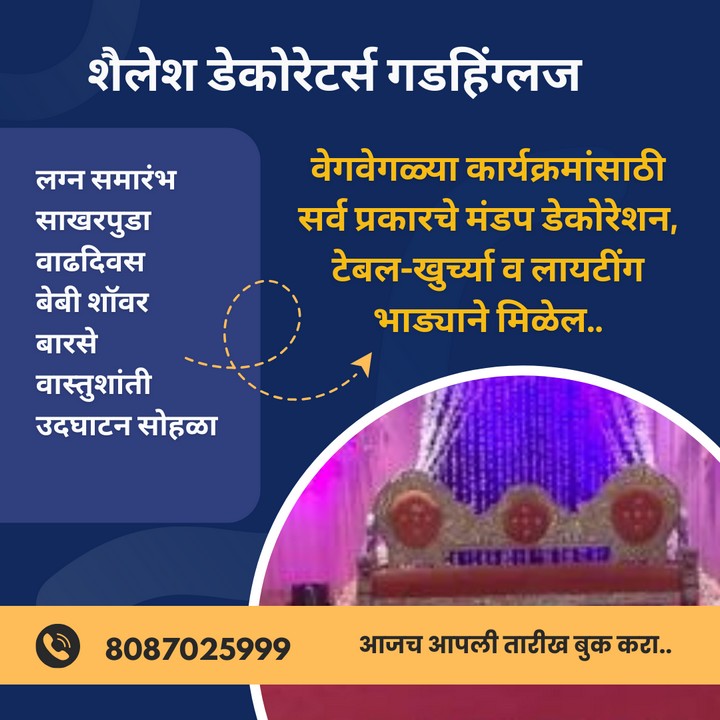 शैलेश डेकोरेटर्स गडहिंग्लज
लग्न समारंभ
साखरपुडा
वाढदिवस
बेबी शॉवर
बारसे
वास्तुशांती
उदघाटन सोहळा
वेगवेगळ्या कार्यक्रमांसाठी
सर्व प्रकारचे मंडप डेकोरेशन,
टेबल-खुर्च्या व लायटींग
भाड्याने मिळेल..
8087025999
आजच आपली तारीख बुक करा..